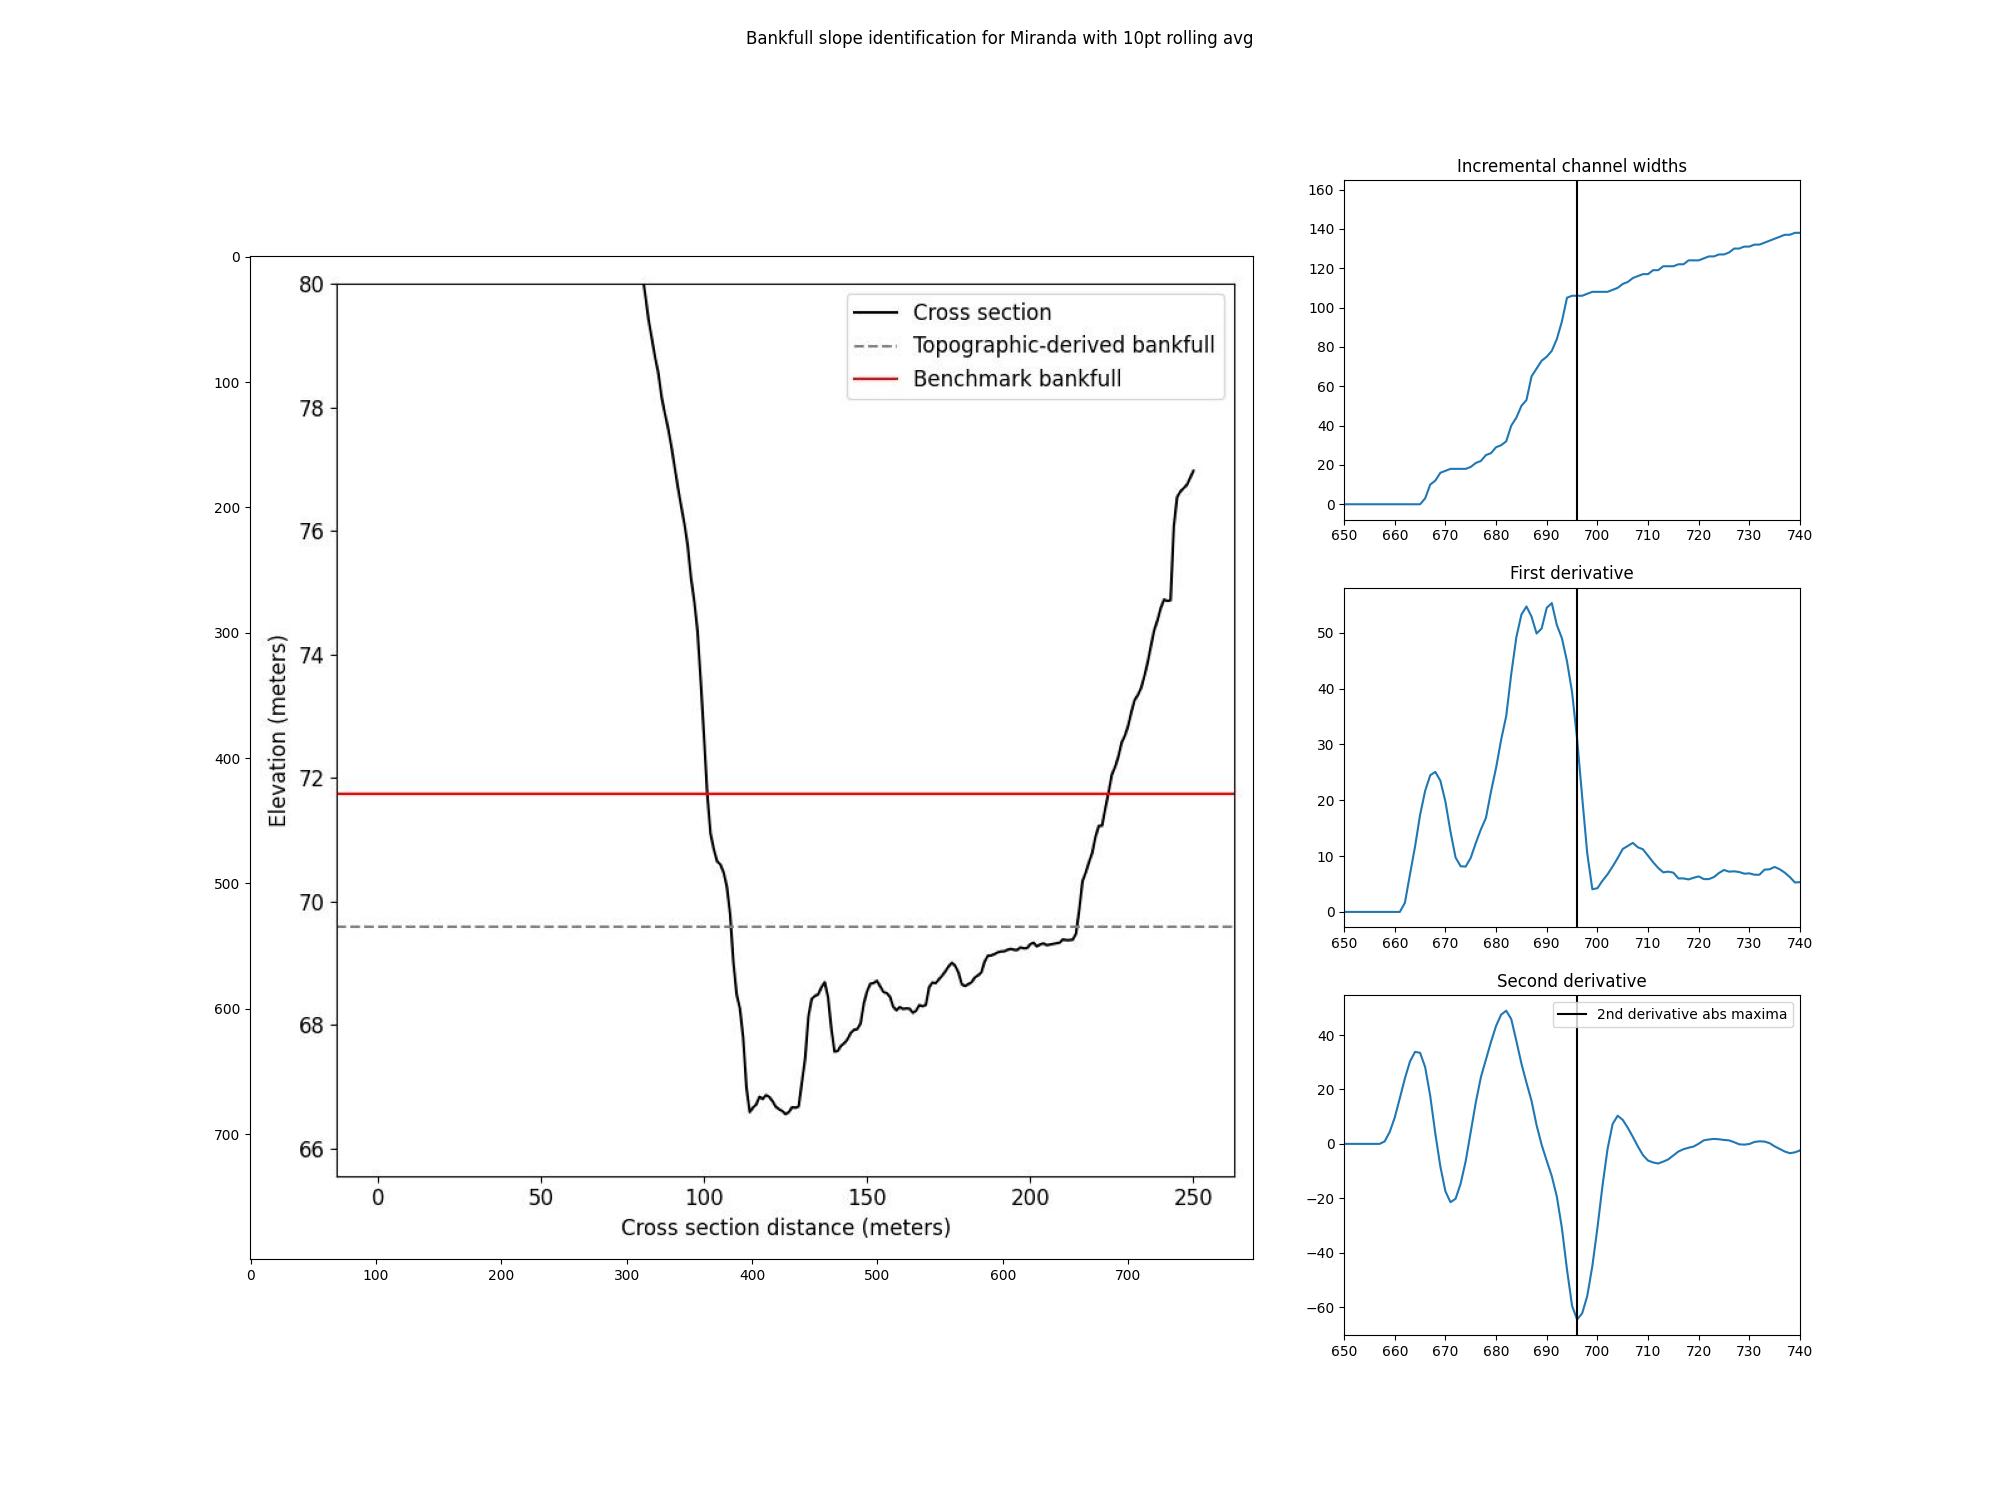 Bankfull slope identification for Miranda with 10pt rolling avg
0
100
200
300
400
500
600
700
80
78
76
74
72
70
68
66
Elevation (meters)
Cross section
Topographic-derived bankfull
Benchmark bankfull
0 50 100 150 200 250
Cross section distance (meters)
0 100 200 300 400 500 600 700
Incremental channel widths
160
140
120
100
80
60
40
20
0
650 660 670 680 690 700 710 720 730 740
First derivative
50
40
30
20
10
0
650 660 670 680 690 700 710 720 730 740
Second derivative
2nd derivative abs maxima
40
20
0
−20
−40
−60
650 660 670 680 690 700 710 720 730 740